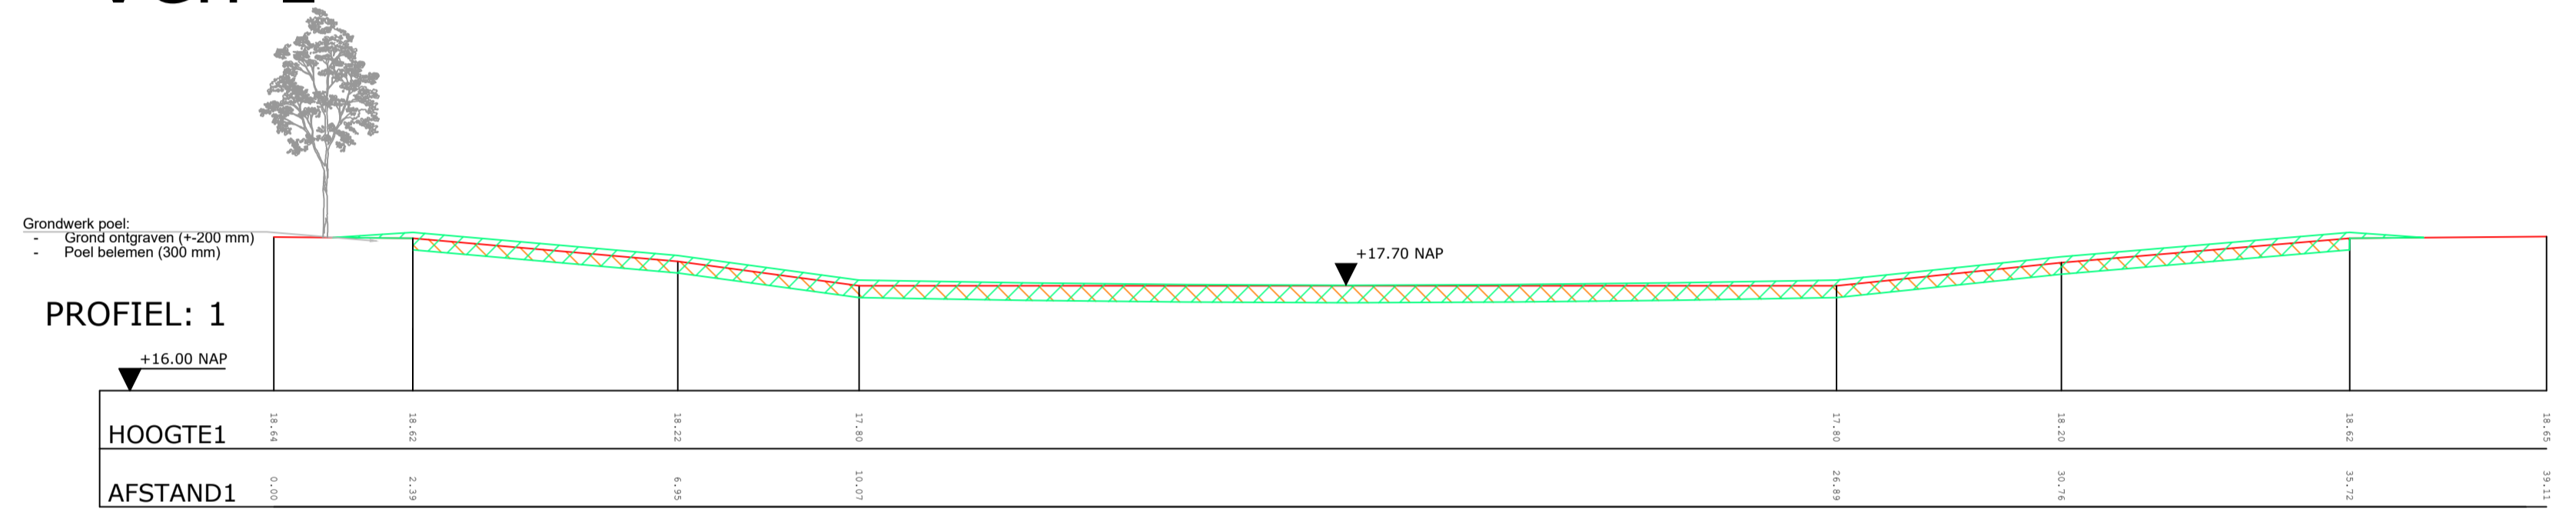 Grondwerk poel:
- Grond ontgraven (+-200 mm)
- Poel belemen (300 mm)
+17.70 NAP
PROFIEL: 1
+16.00 NAP
HOOGTE1 18.64 18.62 18.22 17.80 17.80 18.20 18.62 18.65
AFSTAND1 0.00 2.39 6.95 10.07 26.89 30.76 35.72 39.11